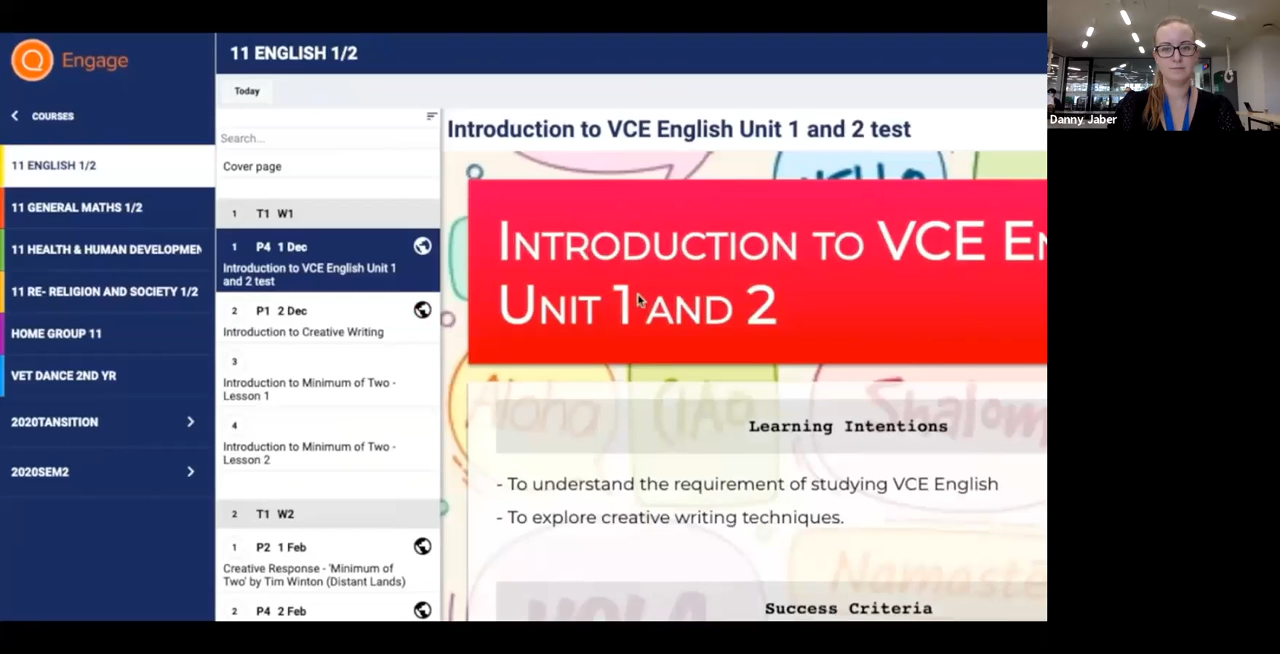 Engage
11 ENGLISH 1/2
Today
COURSES
11 ENGLISH 1/2
11 GENERAL MATHS 1/2
11 HEALTH & HUMAN DEVELOPMEN
11 RE- RELIGION AND SOCIETY 1/2
HOME GROUP 11
VET DANCE 2ND YR
2020TANSITION
2020SEM2
Search...
Cover page
1 T1 W1
1 P4 1 Dec
Introduction to VCE English Unit 1
and 2 test
2 P1 2 Dec
Introduction to Creative Writing
3
Introduction to Minimum of Two -
Lesson 1
4
Introduction to Minimum of Two -
Lesson 2
2 T1 W2
1 P2 1 Feb
Creative Response - 'Minimum of
Two' by Tim Winton (Distant Lands)
2 P4 2 Feb
Introduction to VCE English Unit 1 and 2 test
HELLO
INTRODUCTION TO VCE EN
UNIT 1 AND 2
Aloha
CIAO
Shalom
Learning Intentions
- To understand the requirement of studying VCE English
- To explore creative writing techniques.
Namaste
HOLA
Success Criteria
Danny Jaber